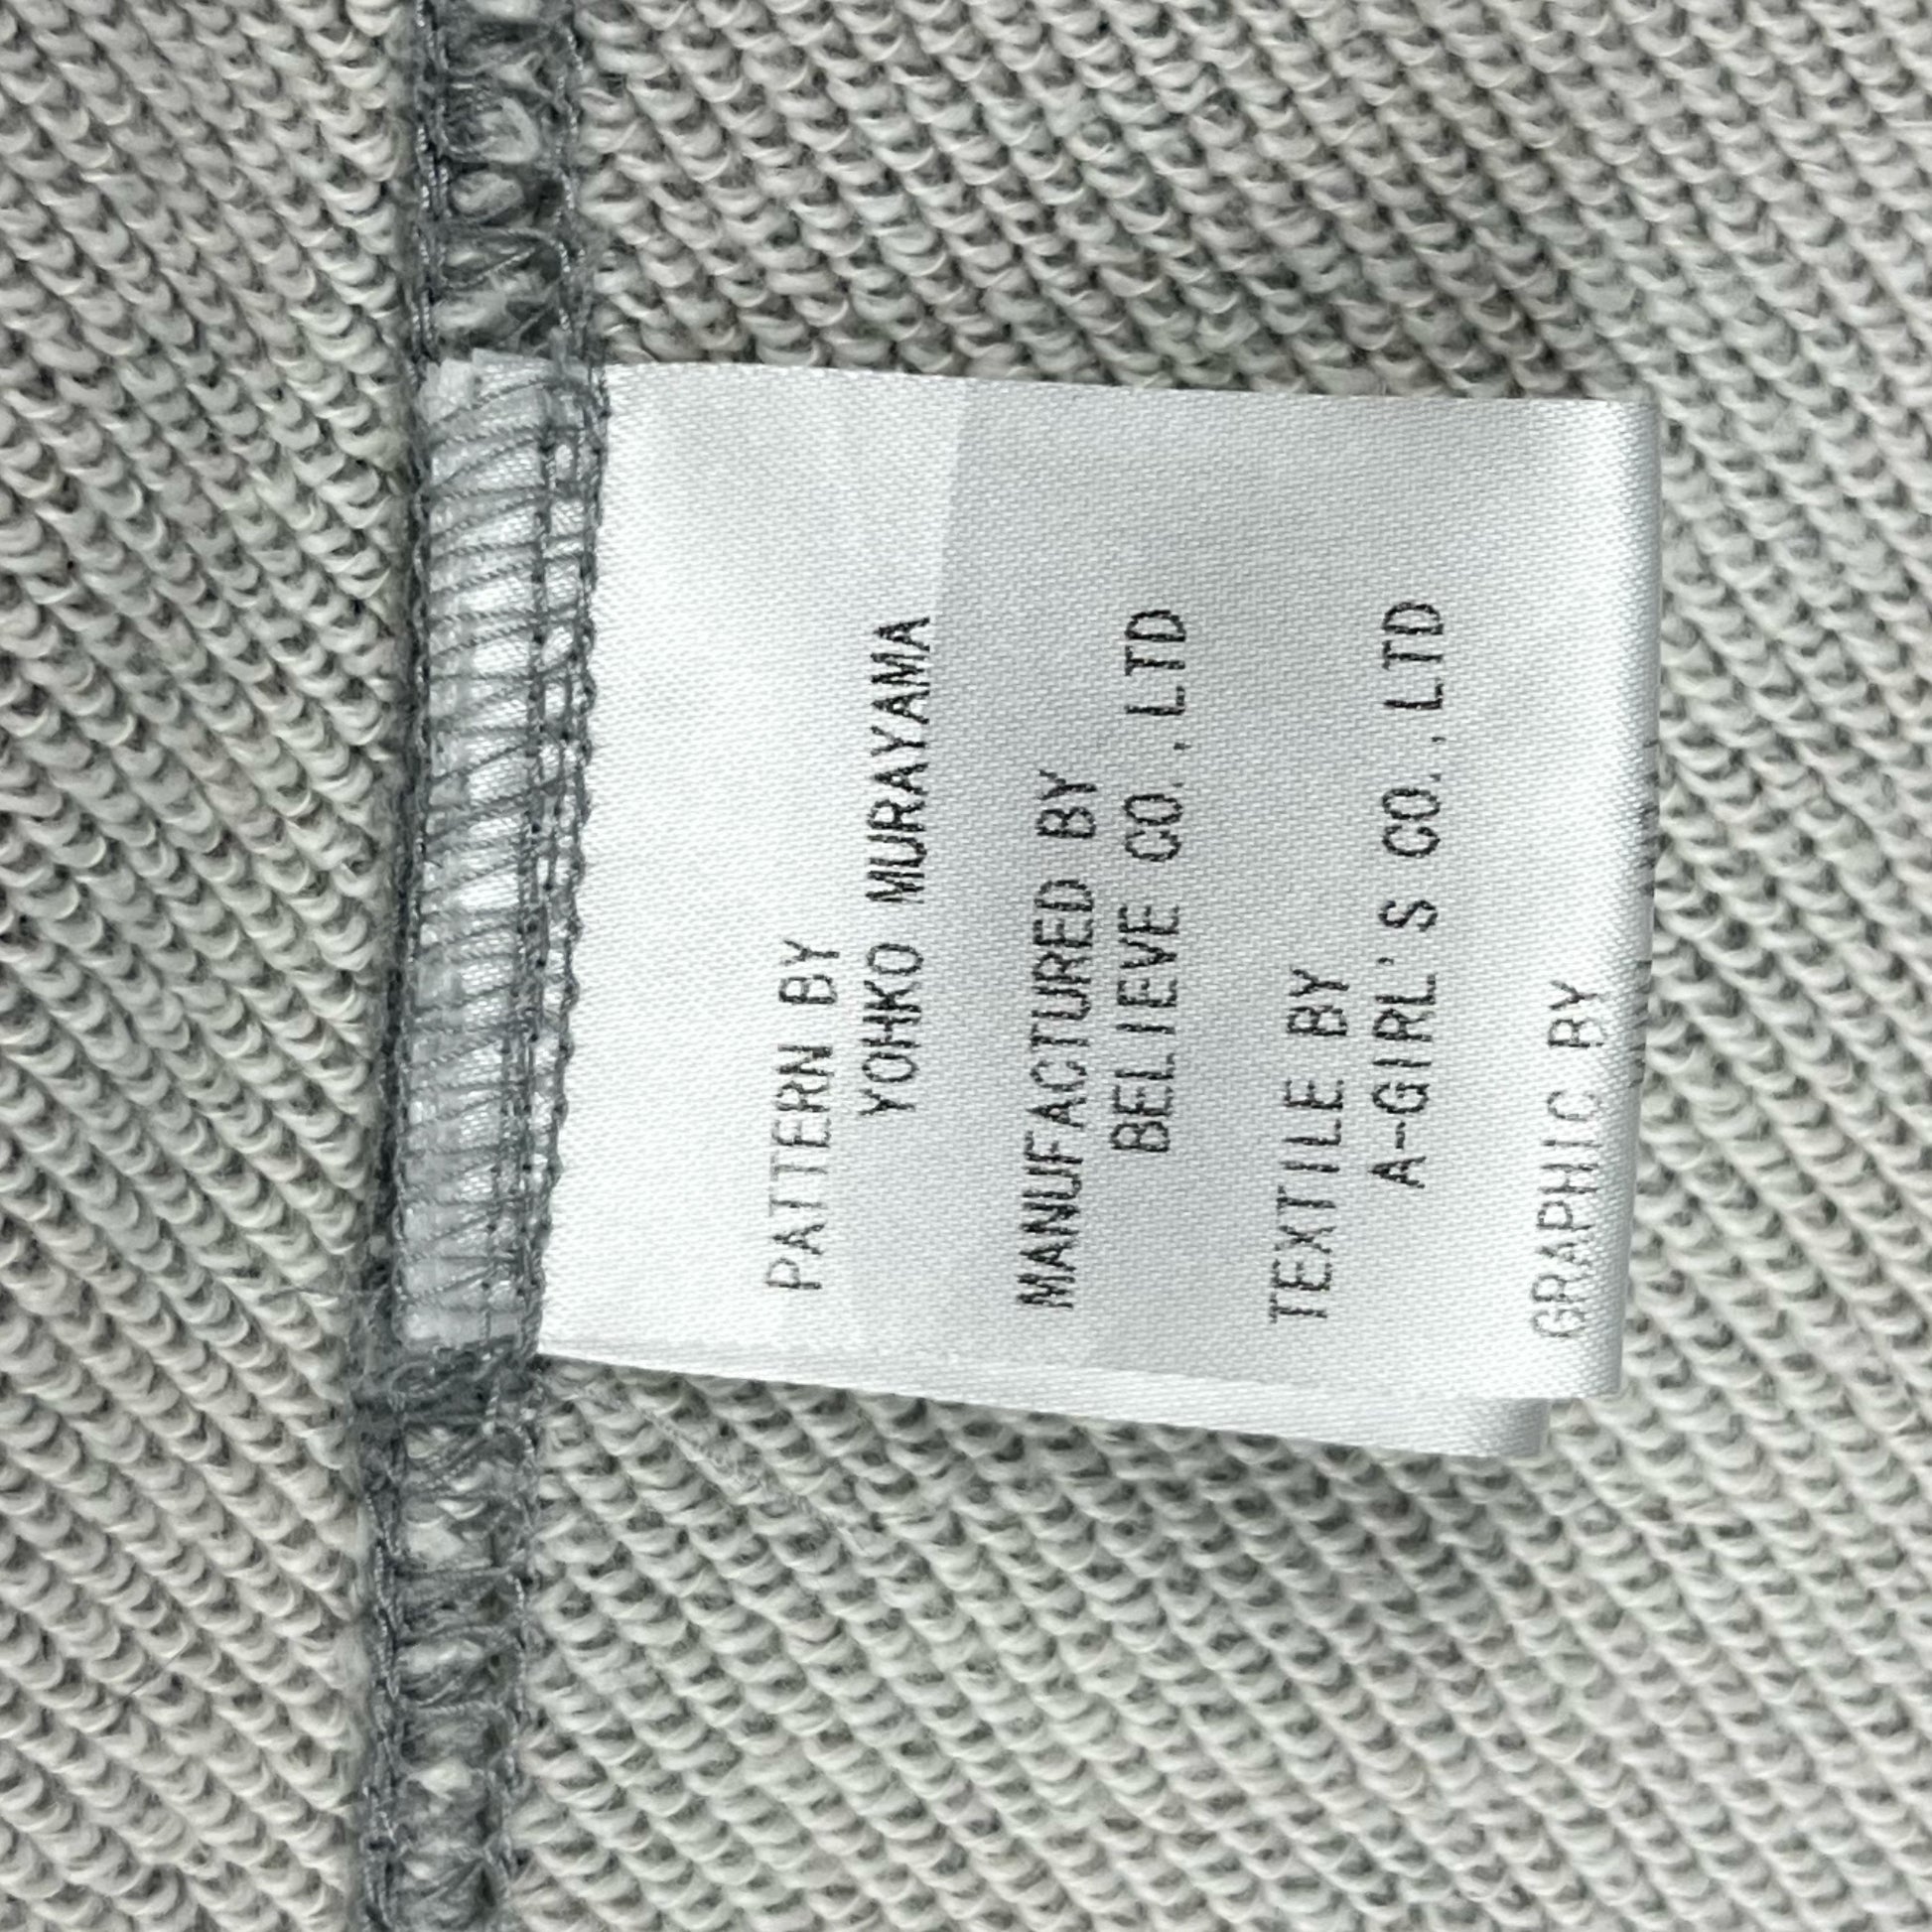 PATTERN BY
YOHKO MURAYAMA
MANUFACTURED BY
BELIEVE CO.,LTD
TEXTILE BY
A-GIRL'S CO.,LTD
GRAPHIC BY